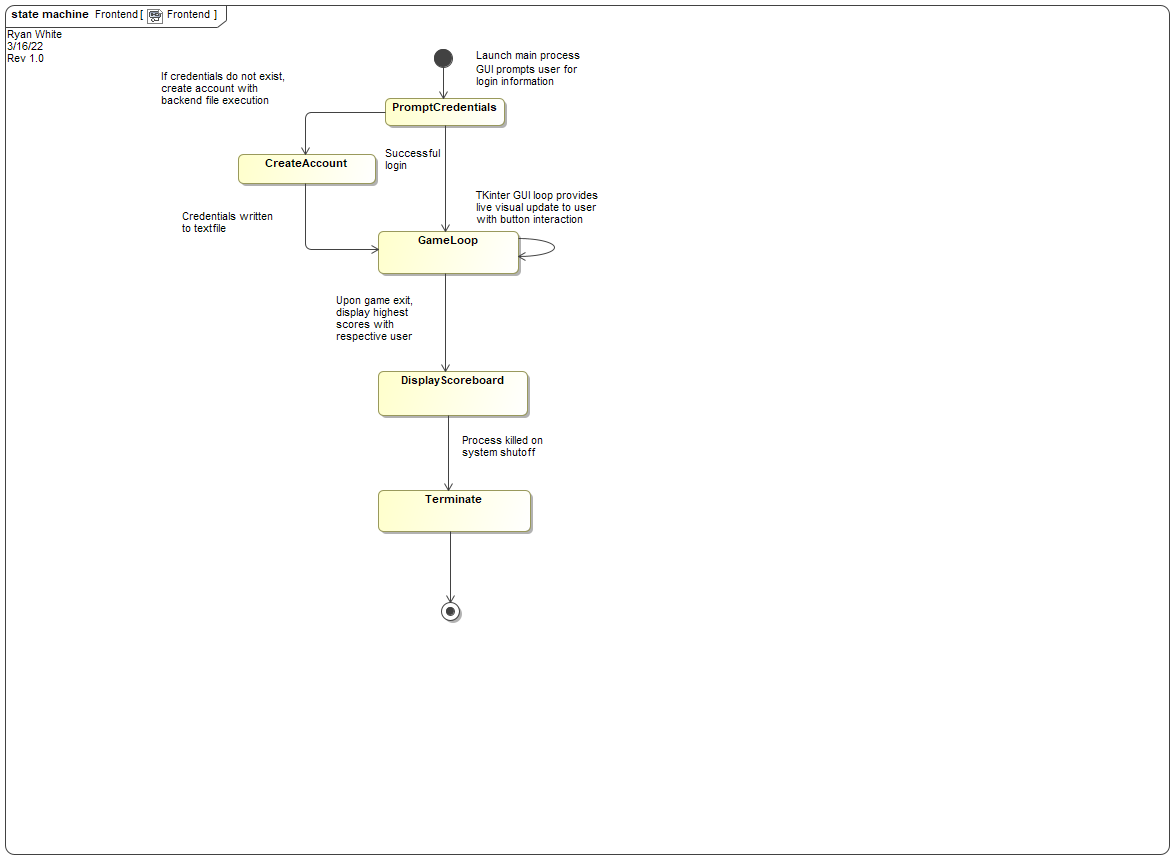 state machine Frontend [ Frontend ]
Ryan White
3/16/22
Rev 1.0
Launch main process
GUI prompts user for
login information
If credentials do not exist,
create account with
backend file execution
PromptCredentials
CreateAccount
Successful
login
TKinter GUI loop provides
live visual update to user
with button interaction
Credentials written
to textfile
GameLoop
Upon game exit,
display highest
scores with
respective user
DisplayScoreboard
Process killed on
system shutoff
Terminate